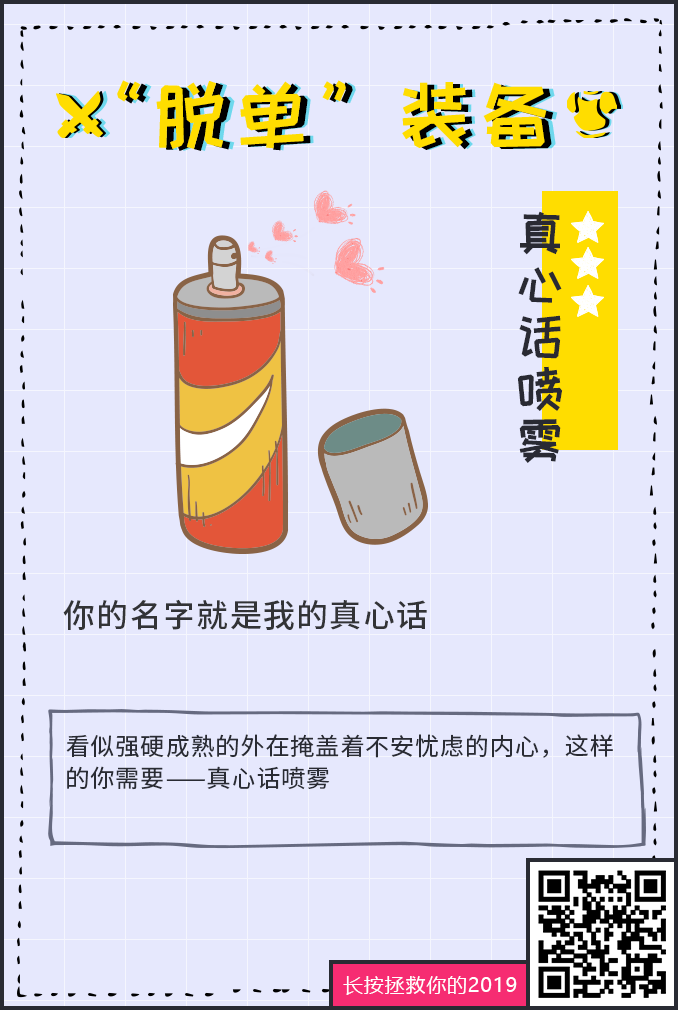 “脱单”装备
真心话喷雾
你的名字就是我的真心话
看似强硬成熟的外在掩盖着不安忧虑的内心，这样
的你需要——真心话喷雾
长按拯救你的2019